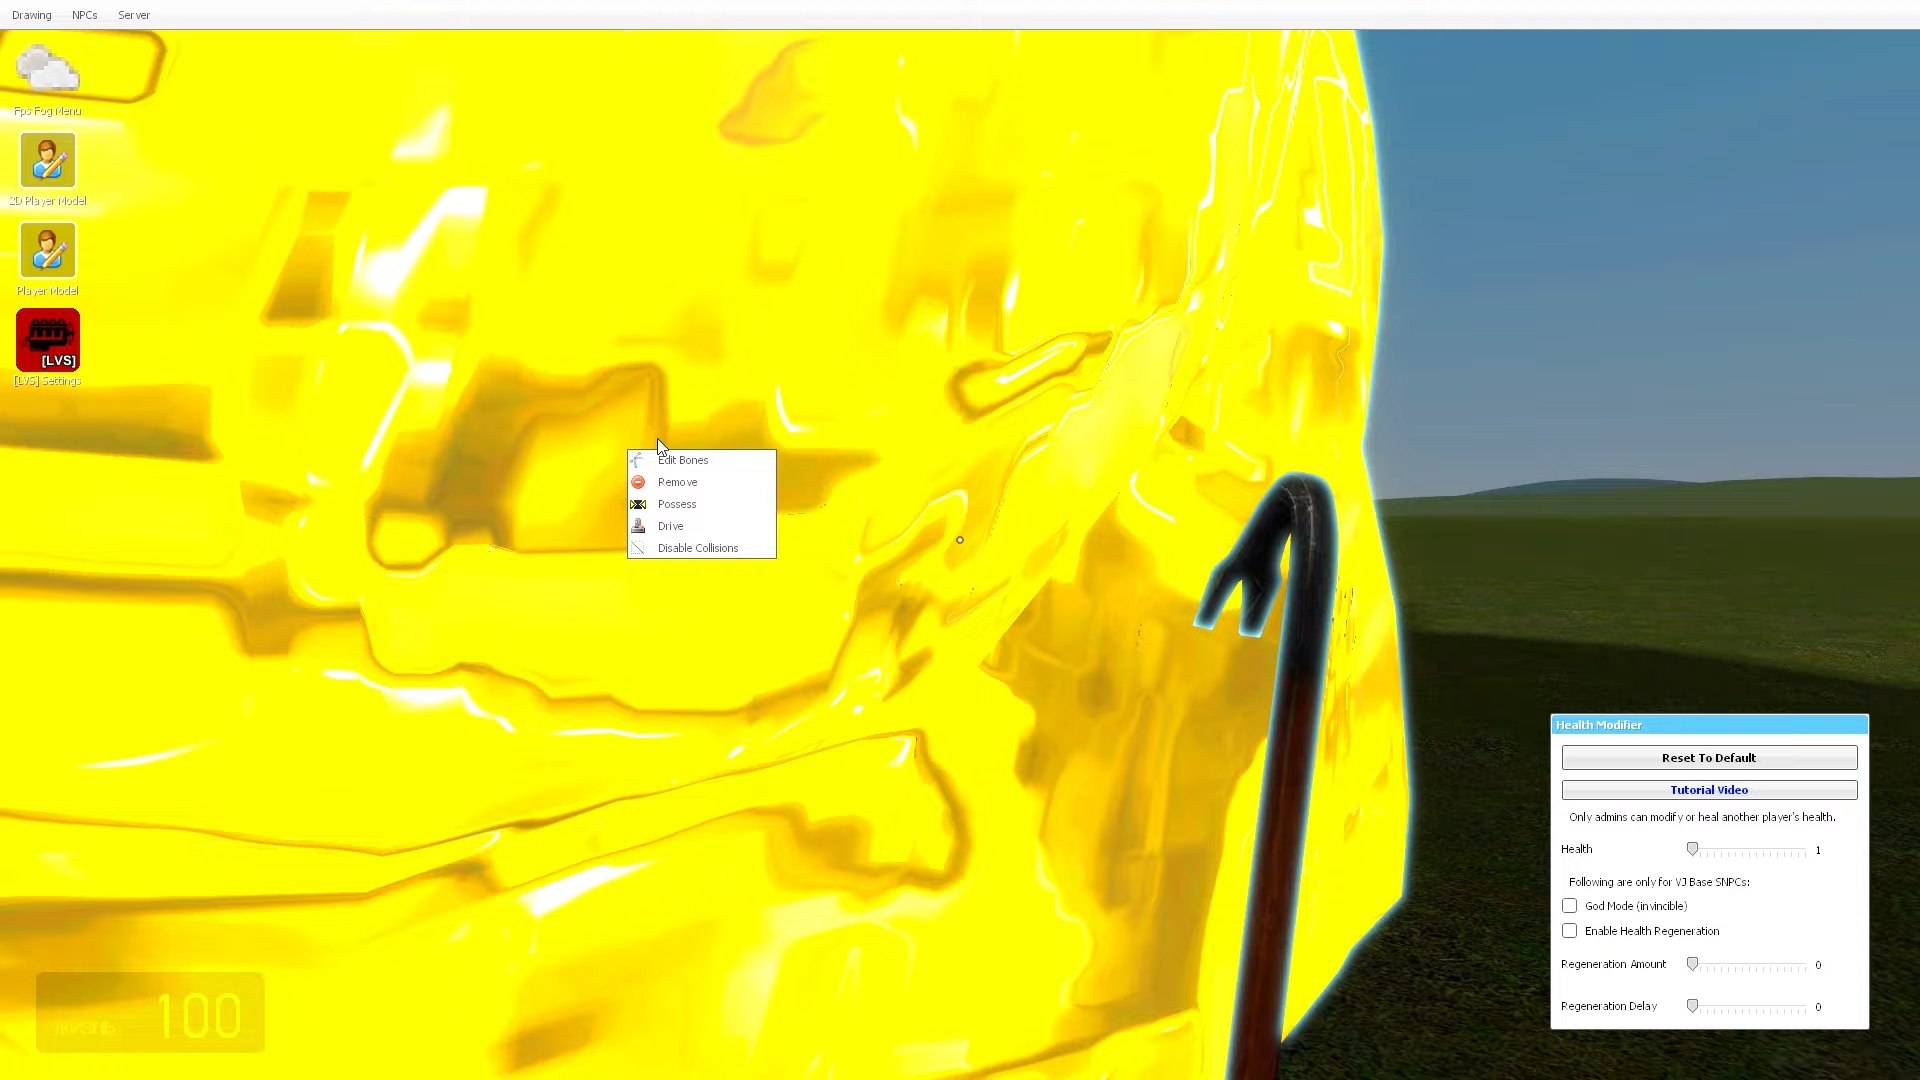 Drawing NPCs Server
Fps Fog Menu
2D Player Model
Player Model
[LVS]
[LVS] Settings
Edit Bones
Remove
Possess
Drive
Disable Collisions
Health Modifier
Reset To Default
Tutorial Video
Only admins can modify or heal another player's health.
Health 1
Following are only for VJ Base SNPCs:
God Mode (invincible)
Enable Health Regeneration
Regeneration Amount 0
Regeneration Delay 0
ЖИЗНЬ 100